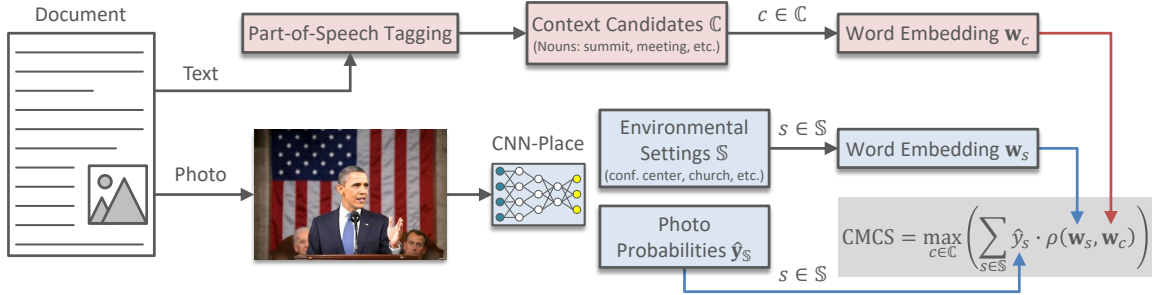 Document
Text
Photo
Part-of-Speech Tagging
Context Candidates ℂ
(Nouns: summit, meeting, etc.)
c ∈ ℂ
Word Embedding w_c
CNN-Place
Environmental
Settings 𝕊
(conf. center, church, etc.)
s ∈ 𝕊
Word Embedding w_s
Photo
Probabilities ŷ_𝕊
s ∈ 𝕊
CMCS = max_{c∈ℂ} ( ∑_{s∈𝕊} ŷ_s · ρ(w_s, w_c) )